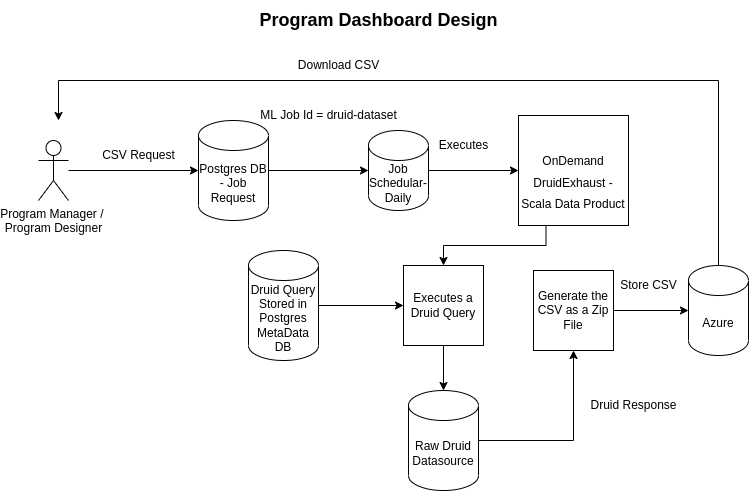 Program Dashboard Design
Download CSV
ML Job Id = druid-dataset
CSV Request
Postgres DB
- Job
Request
Job
Schedular-
Daily
Executes
OnDemand
DruidExhaust -
Scala Data Product
Program Manager /
Program Designer
Druid Query
Stored in
Postgres
MetaData
DB
Executes a
Druid Query
Generate the
CSV as a Zip
File
Store CSV
Azure
Raw Druid
Datasource
Druid Response